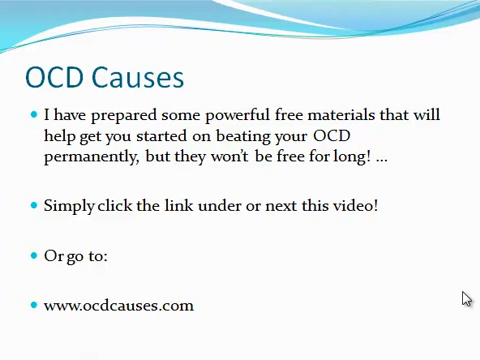 OCD Causes
I have prepared some powerful free materials that will
help get you started on beating your OCD
permanently, but they won't be free for long! ...
Simply click the link under or next this video!
Or go to:
www.ocdcauses.com